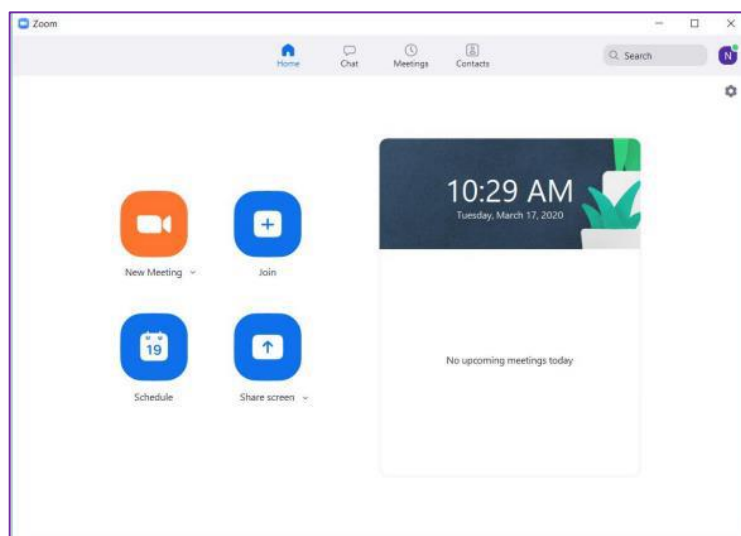 Zoom
Home
Chat
Meetings
Contacts
Search
N
10:29 AM
Tuesday, March 17, 2020
New Meeting
Join
19
Schedule
Share screen
No upcoming meetings today